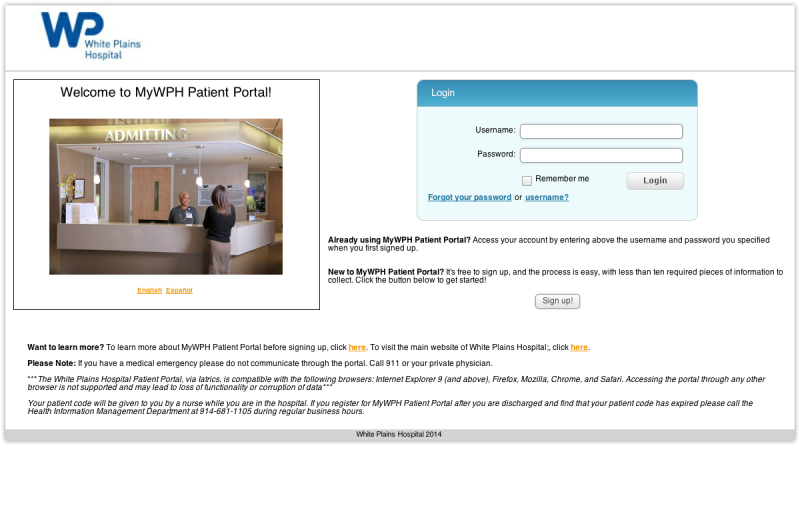 WP
White Plains
Hospital
Welcome to MyWPH Patient Portal!
ADMITTING
English Español
Login
Username:
Password:
Remember me
Login
Forgot your password or username?
Already using MyWPH Patient Portal? Access your account by entering above the username and password you specified
when you first signed up.
New to MyWPH Patient Portal? It's free to sign up, and the process is easy, with less than ten required pieces of information to
collect. Click the button below to get started!
Sign up!
Want to learn more? To learn more about MyWPH Patient Portal before signing up, click here. To visit the main website of White Plains Hospital:, click here.
Please Note: If you have a medical emergency please do not communicate through the portal. Call 911 or your private physician.
***The White Plains Hospital Patient Portal, via Iatrics, is compatible with the following browsers: Internet Explorer 9 (and above), Firefox, Mozilla, Chrome, and Safari. Accessing the portal through any other
browser is not supported and may lead to loss of functionality or corruption of data***
Your patient code will be given to you by a nurse while you are in the hospital. If you register for MyWPH Patient Portal after you are discharged and find that your patient code has expired please call the
Health Information Management Department at 914-681-1105 during regular business hours.
White Plains Hospital 2014